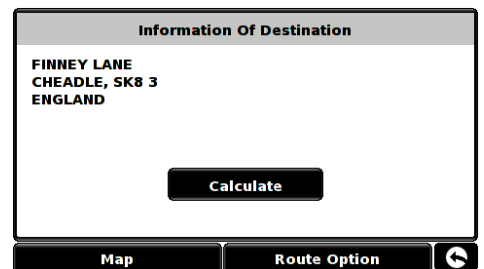 Information Of Destination
FINNEY LANE
CHEADLE, SK8 3
ENGLAND
Calculate
Map
Route Option